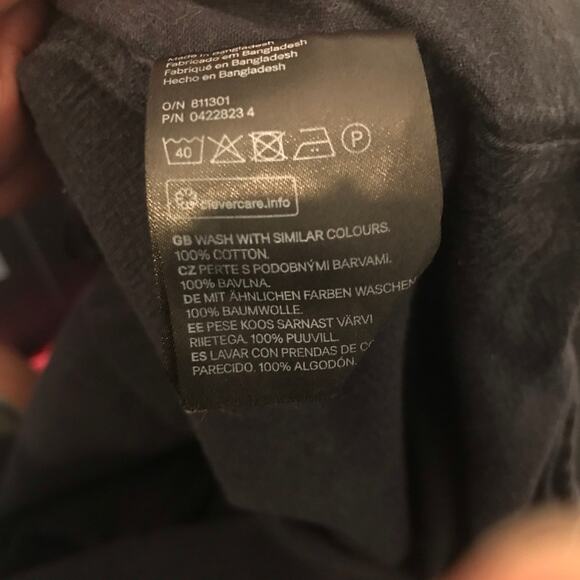 Made in Bangladesh
Fabricado em Bangladesh
Fabriqué en Bangladesh
Hecho en Bangladesh
O/N 811301
P/N 0422823 4
40
P
clevercare.info
GB WASH WITH SIMILAR COLOURS.
100% COTTON.
CZ PERTE S PODOBNÝMI BARVAMI.
100% BAVLNA.
DE MIT ÄHNLICHEN FARBEN WASCHEN
100% BAUMWOLLE.
EE PESE KOOS SARNAST VÄRVI
RIIETEGA. 100% PUUVILL.
ES LAVAR CON PRENDAS DE
PARECIDO. 100% ALGODÓN.